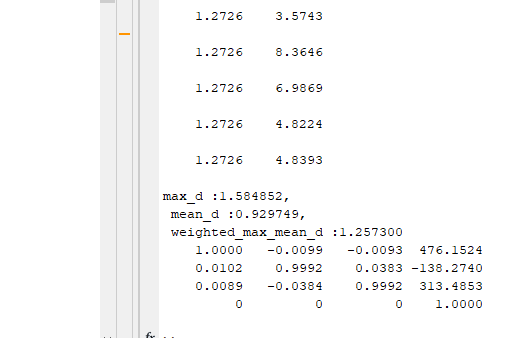 1.2726 3.5743
1.2726 8.3646
1.2726 6.9869
1.2726 4.8224
1.2726 4.8393
max_d :1.584852,
mean_d :0.929749,
weighted_max_mean_d :1.257300
1.0000 -0.0099 -0.0093 476.1524
0.0102 0.9992 0.0383 -138.2740
0.0089 -0.0384 0.9992 313.4853
0 0 0 1.0000